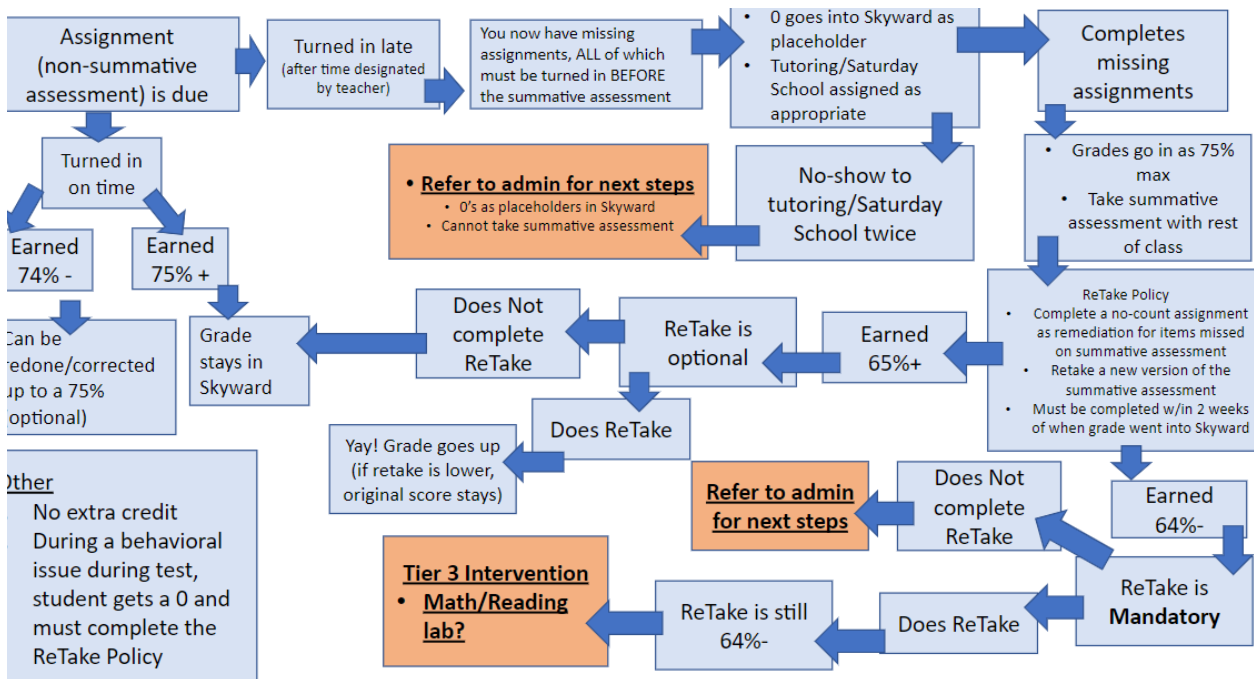 Assignment
(non-summative
assessment) is due
Turned in late
(after time designated
by teacher)
You now have missing
assignments, ALL of which
must be turned in BEFORE
the summative assessment
• 0 goes into Skyward as
placeholder
• Tutoring/Saturday
School assigned as
appropriate
Completes
missing
assignments
Turned in
on time
• Refer to admin for next steps
• 0's as placeholders in Skyward
• Cannot take summative assessment
No-show to
tutoring/Saturday
School twice
• Grades go in as 75%
max
• Take summative
assessment with rest
of class
Earned
74% -
Earned
75% +
Can be
redone/corrected
up to a 75%
optional)
Grade
stays in
Skyward
Does Not
complete
ReTake
ReTake is
optional
Earned
65%+
ReTake Policy
• Complete a no-count assignment
as remediation for items missed
on summative assessment
• Retake a new version of the
summative assessment
• Must be completed w/in 2 weeks
of when grade went into Skyward
Does ReTake
Yay! Grade goes up
(if retake is lower,
original score stays)
Other
No extra credit
During a behavioral
issue during test,
student gets a 0 and
must complete the
ReTake Policy
Refer to admin
for next steps
Does Not
complete
ReTake
Earned
64%-
Tier 3 Intervention
• Math/Reading
lab?
ReTake is still
64%-
Does ReTake
ReTake is
Mandatory